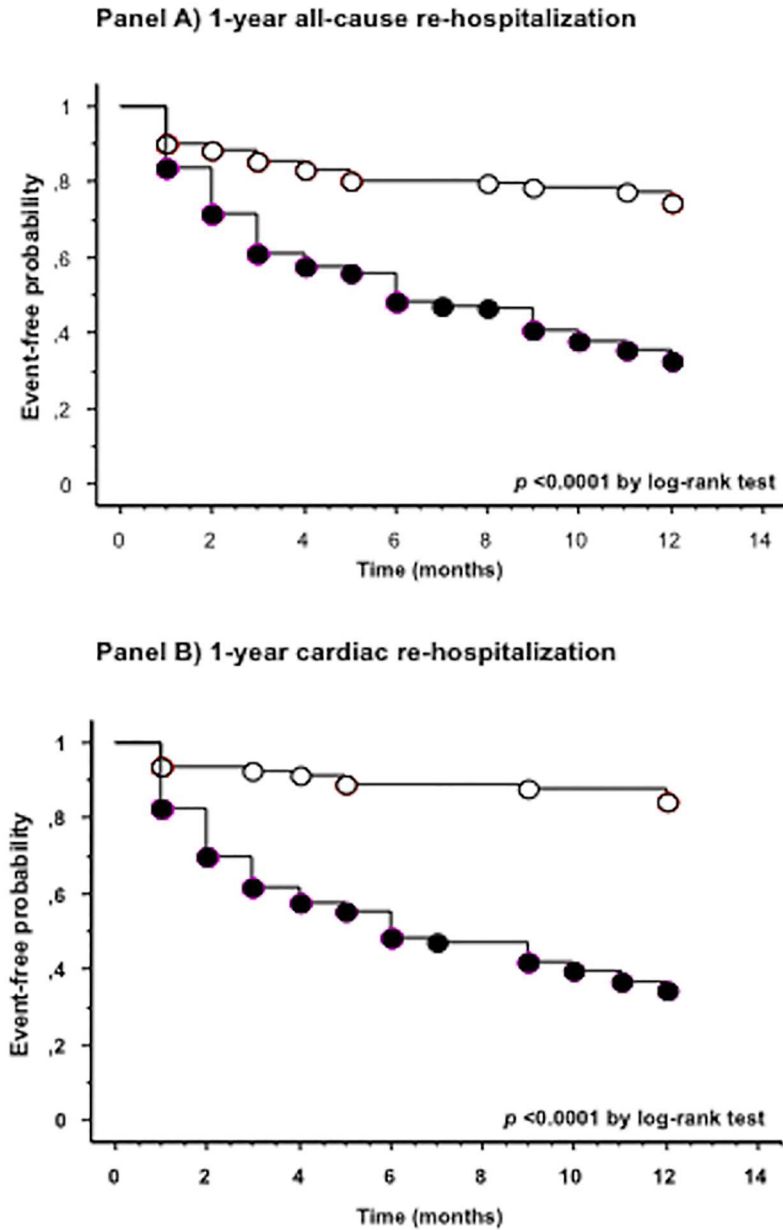 Panel A) 1-year all-cause re-hospitalization
Event-free probability
1
,8
,6
,4
,2
0
p <0.0001 by log-rank test
0 2 4 6 8 10 12 14
Time (months)
Panel B) 1-year cardiac re-hospitalization
Event-free probability
1
,8
,6
,4
,2
0
p <0.0001 by log-rank test
0 2 4 6 8 10 12 14
Time (months)